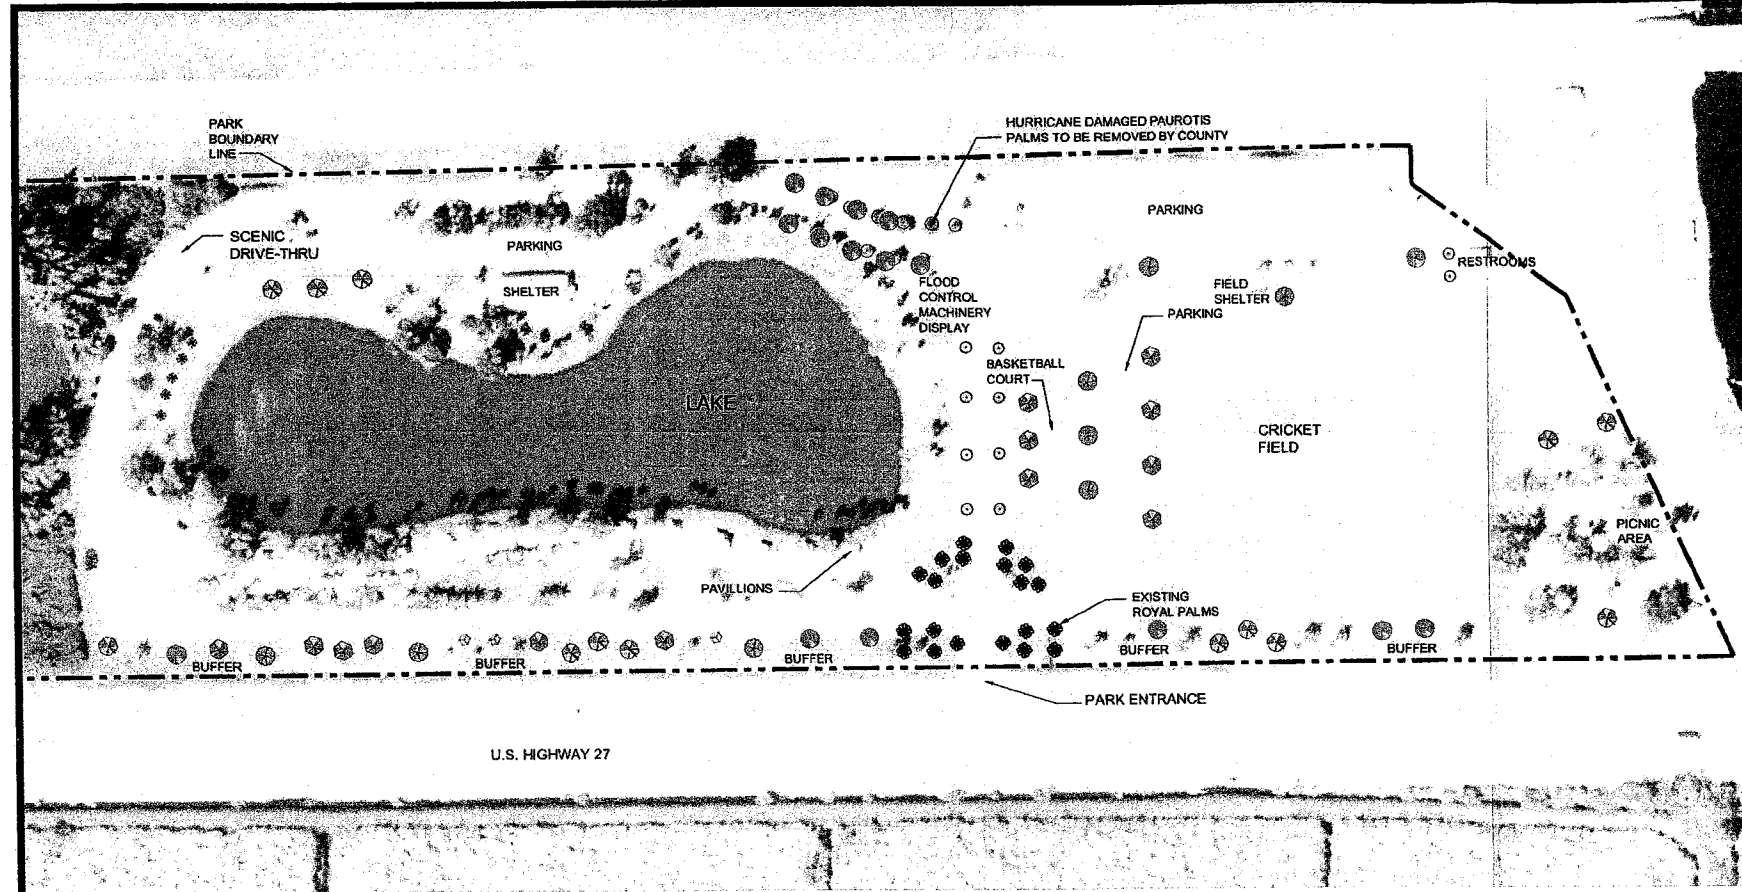 HURRICANE DAMAGED PAUROTIS
PALMS TO BE REMOVED BY COUNTY
PARK
BOUNDARY
LINE
PARKING
SCENIC
DRIVE-THRU
PARKING
SHELTER
RESTROOMS
FLOOD
CONTROL
MACHINERY
DISPLAY
FIELD
SHELTER
PARKING
BASKETBALL
COURT
LAKE
CRICKET
FIELD
PICNIC
AREA
PAVILLIONS
EXISTING
ROYAL PALMS
BUFFER
BUFFER
BUFFER
BUFFER
BUFFER
PARK ENTRANCE
U.S. HIGHWAY 27